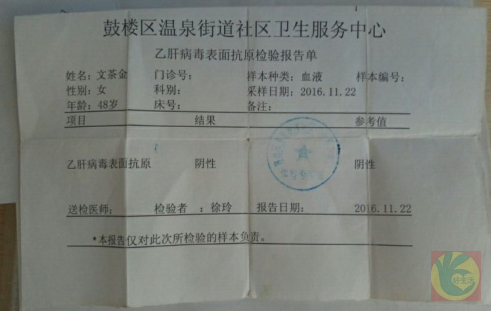 鼓楼区温泉街道社区卫生服务中心
乙肝病毒表面抗原检验报告单
姓名：文茶金 门诊号： 样本种类：血液 样本编号：
性别：女 科别： 采样日期：2016.11.22
年龄：48岁 床号： 备注：
项目 结果 参考值
乙肝病毒表面抗原 阴性 阴性
送检医师： 检验者 ：徐玲 报告日期： 2016.11.22
*本报告仅对此次所检验的样本负责。